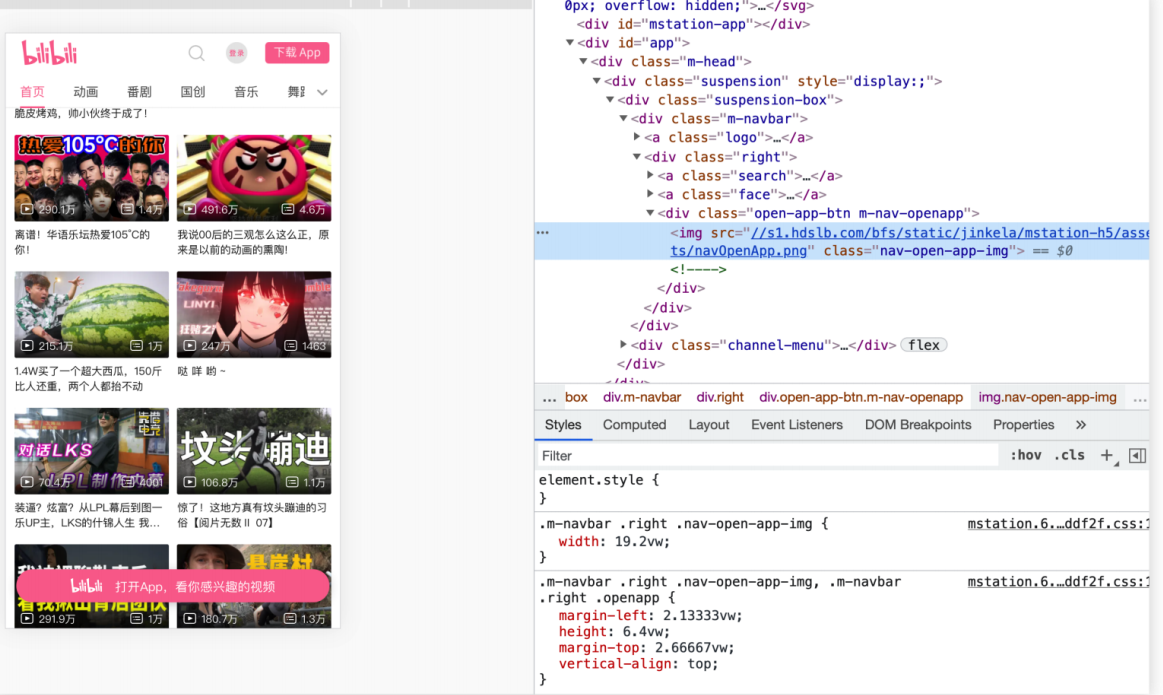 bilibili
登录
下载 App
首页
动画
番剧
国创
音乐
舞蹈
脆皮烤鸡，帅小伙终于成了！
热爱105°C的你
290.1万
1.4万
491.6万
4.6万
离谱！华语乐坛热爱105°C的
你！
我说00后的三观怎么这么正，原
来是以前的动画的熏陶!
LINYI
215.1万
1万
247万
1463
1.4W买了一个超大西瓜，150斤
比人还重，两个人都抬不动
哒 咩 哟 ~
对话LKS
LPL制作内幕
70.4万
4001
坟头蹦迪
106.8万
1.1万
装逼？炫富？从LPL幕后到图一
乐UP主，LKS的什锦人生 我...
惊了！这地方真有坟头蹦迪的习
俗【阅片无数Ⅱ 07】
悬崖村
bilibili
打开App，看你感兴趣的视频
291.9万
1万
180.7万
1.3万
0px; overflow: hidden;">…</svg>
<div id="mstation-app"></div>
<div id="app">
<div class="m-head">
<div class="suspension" style="display:;">
<div class="suspension-box">
<div class="m-navbar">
<a class="logo">…</a>
<div class="right">
<a class="search">…</a>
<a class="face">…</a>
<div class="open-app-btn m-nav-openapp">
<img src="//s1.hdslb.com/bfs/static/jinkela/mstation-h5/asse
ts/navOpenApp.png" class="nav-open-app-img"> == $0
<!---->
</div>
</div>
</div>
<div class="channel-menu">…</div> flex
</div>
</div>
… box div.m-navbar div.right div.open-app-btn.m-nav-openapp img.nav-open-app-img …
Styles Computed Layout Event Listeners DOM Breakpoints Properties »
Filter :hov .cls +
element.style {
}
.m-navbar .right .nav-open-app-img { mstation.6.…ddf2f.css:1
width: 19.2vw;
}
.m-navbar .right .nav-open-app-img, .m-navbar mstation.6.…ddf2f.css:1
.right .openapp {
margin-left: 2.13333vw;
height: 6.4vw;
margin-top: 2.66667vw;
vertical-align: top;
}